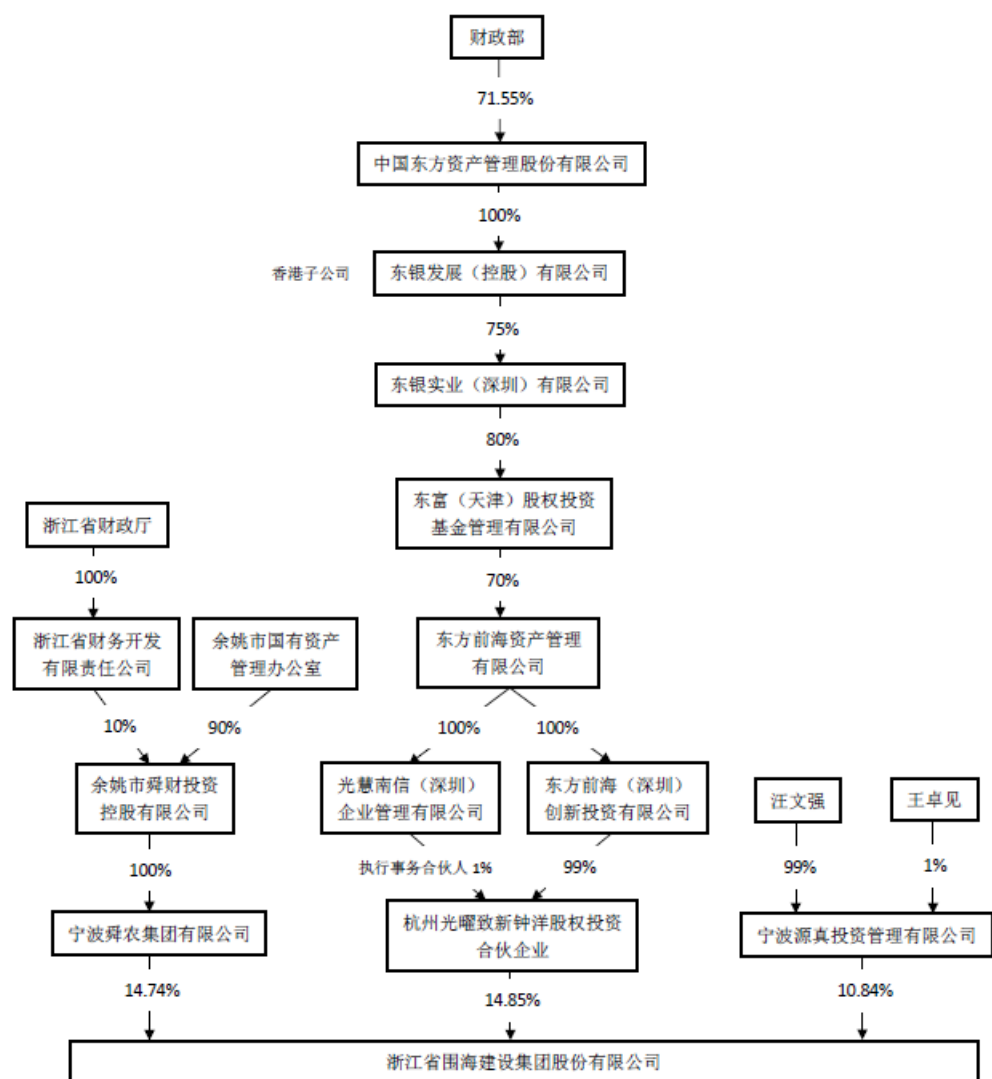 财政部
71.55%
中国东方资产管理股份有限公司
100%
香港子公司
东银发展（控股）有限公司
75%
东银实业（深圳）有限公司
80%
东富（天津）股权投资
基金管理有限公司
浙江省财政厅
100%
70%
浙江省财务开发
有限责任公司
余姚市国有资产
管理办公室
东方前海资产管理
有限公司
10%
90%
100%
100%
余姚市舜财投资
控股有限公司
光慧南信（深圳）
企业管理有限公司
东方前海（深圳）
创新投资有限公司
汪文强
王卓见
100%
执行事务合伙人 1%
99%
99%
1%
宁波舜农集团有限公司
杭州光曜致新钟洋股权投资
合伙企业
宁波源真投资管理有限公司
14.74%
14.85%
10.84%
浙江省围海建设集团股份有限公司